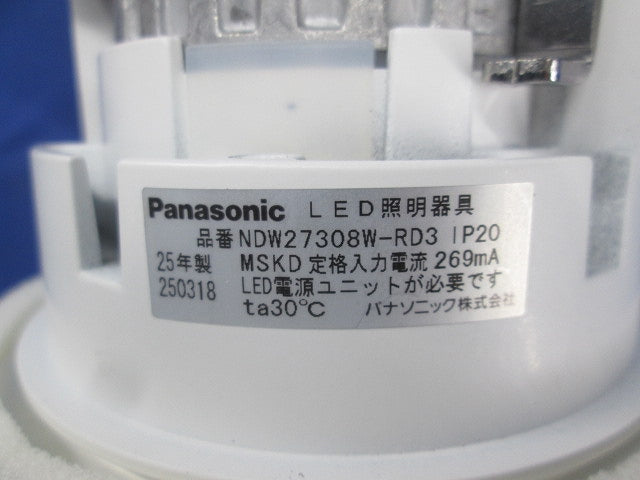 Panasonic LED照明器具
品番 NDW27308W-RD3 IP20
25年製 MSKD 定格入力電流 269mA
250318 LED電源ユニットが必要です
ta30℃ パナソニック株式会社